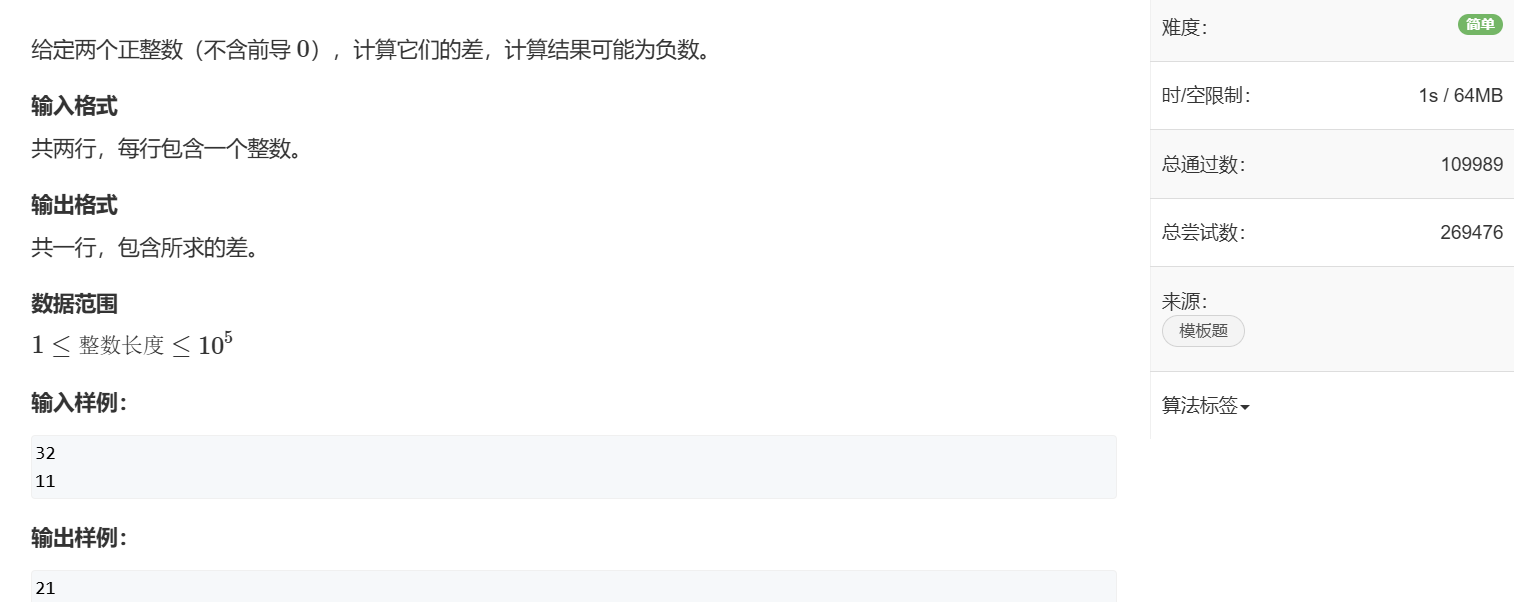 给定两个正整数（不含前导 0），计算它们的差，计算结果可能为负数。
输入格式
共两行，每行包含一个整数。
输出格式
共一行，包含所求的差。
数据范围
1 ≤ 整数长度 ≤ 10⁵
输入样例：
32
11
输出样例：
21
难度： 简单
时/空限制： 1s / 64MB
总通过数： 109989
总尝试数： 269476
来源：
模板题
算法标签